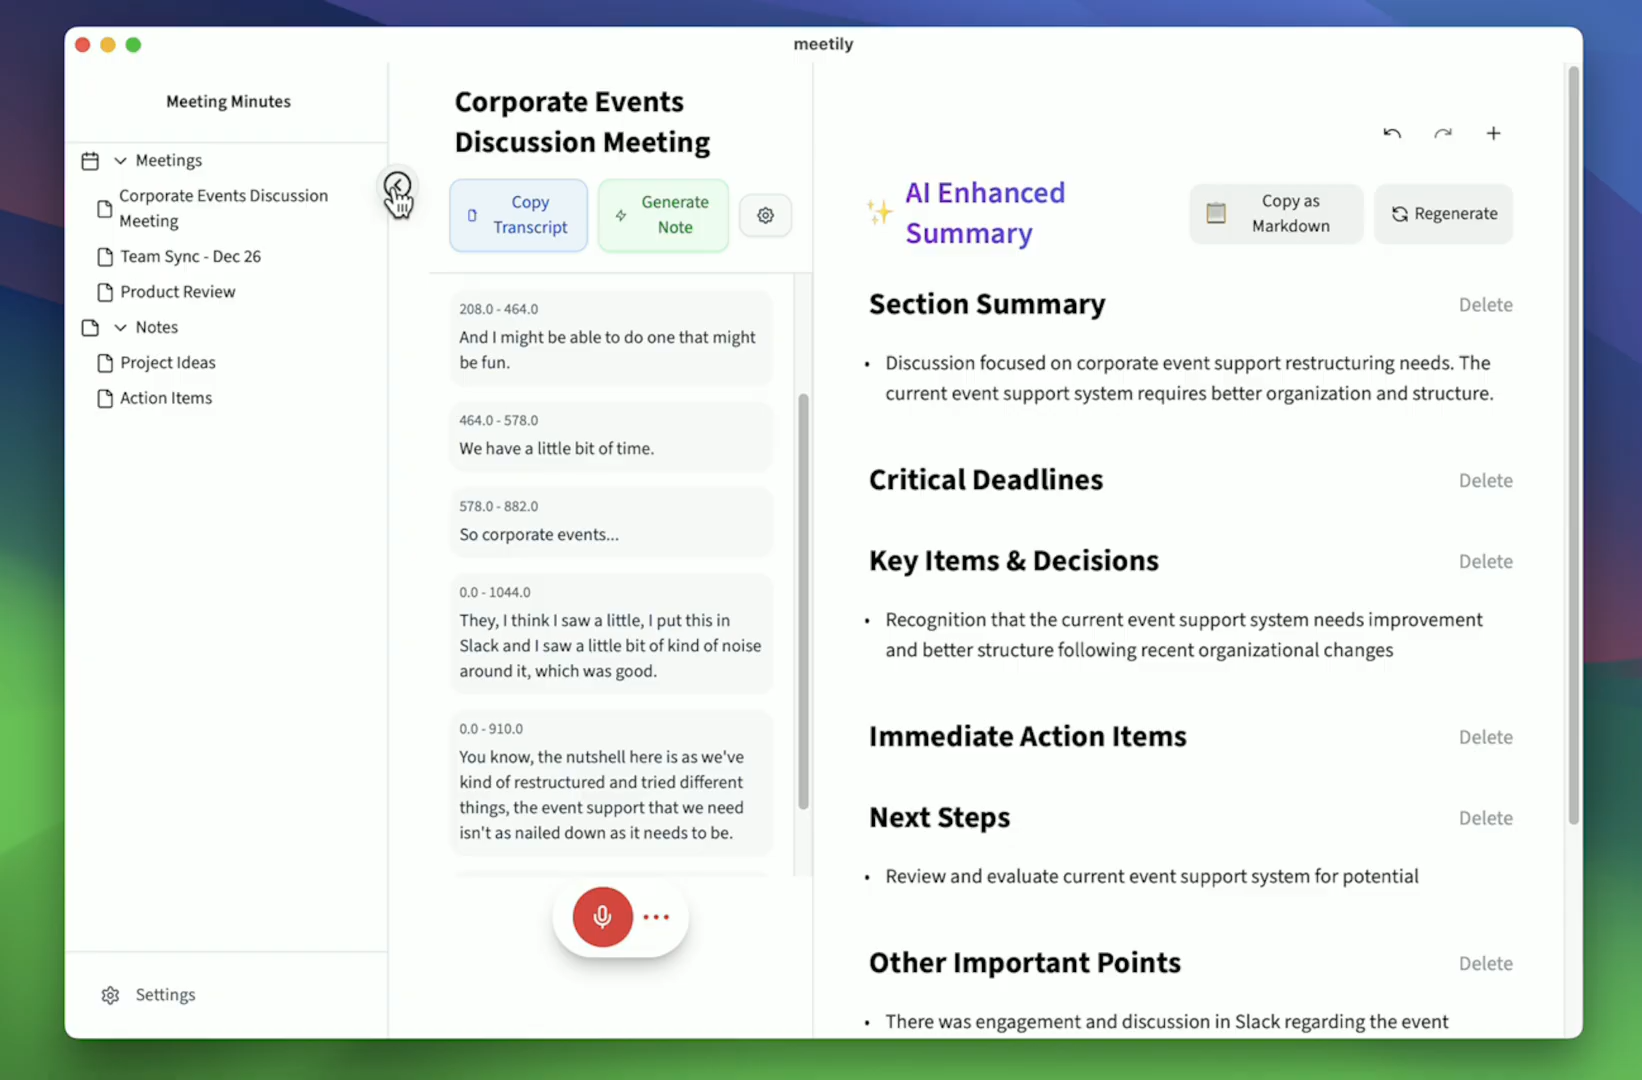 meetily
Meeting Minutes
Meetings
Corporate Events Discussion
Meeting
Team Sync - Dec 26
Product Review
Notes
Project Ideas
Action Items
Settings
Corporate Events
Discussion Meeting
Copy
Transcript
Generate
Note
208.0 - 464.0
And I might be able to do one that might
be fun.
464.0 - 578.0
We have a little bit of time.
578.0 - 882.0
So corporate events...
0.0 - 1044.0
They, I think I saw a little, I put this in
Slack and I saw a little bit of kind of noise
around it, which was good.
0.0 - 910.0
You know, the nutshell here is as we've
kind of restructured and tried different
things, the event support that we need
isn't as nailed down as it needs to be.
AI Enhanced
Summary
Copy as
Markdown
Regenerate
Section Summary
Delete
• Discussion focused on corporate event support restructuring needs. The
current event support system requires better organization and structure.
Critical Deadlines
Delete
Key Items & Decisions
Delete
• Recognition that the current event support system needs improvement
and better structure following recent organizational changes
Immediate Action Items
Delete
Next Steps
Delete
• Review and evaluate current event support system for potential
Other Important Points
Delete
• There was engagement and discussion in Slack regarding the event